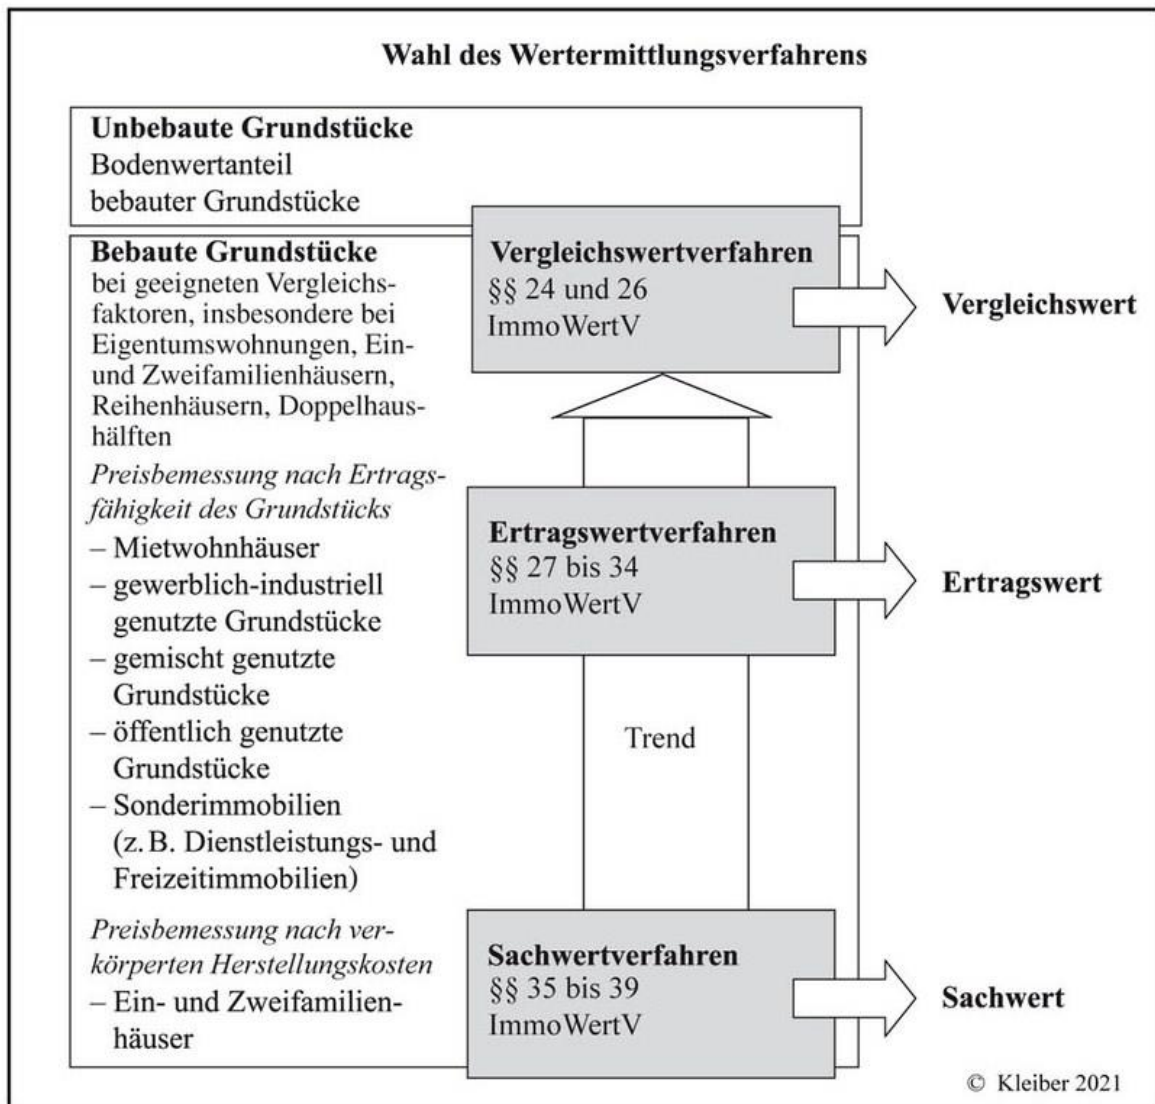 Wahl des Wertermittlungsverfahrens
Unbebaute Grundstücke
Bodenwertanteil
bebauter Grundstücke
Bebaute Grundstücke
bei geeigneten Vergleichs-
faktoren, insbesondere bei
Eigentumswohnungen, Ein-
und Zweifamilienhäusern,
Reihenhäusern, Doppelhaus-
hälften
Vergleichswertverfahren
§§ 24 und 26
ImmoWertV
Vergleichswert
Preisbemessung nach Ertrags-
fähigkeit des Grundstücks
– Mietwohnhäuser
– gewerblich-industriell
genutzte Grundstücke
– gemischt genutzte
Grundstücke
– öffentlich genutzte
Grundstücke
– Sonderimmobilien
(z. B. Dienstleistungs- und
Freizeitimmobilien)
Ertragswertverfahren
§§ 27 bis 34
ImmoWertV
Ertragswert
Trend
Preisbemessung nach ver-
körperten Herstellungskosten
– Ein- und Zweifamilien-
häuser
Sachwertverfahren
§§ 35 bis 39
ImmoWertV
Sachwert
© Kleiber 2021